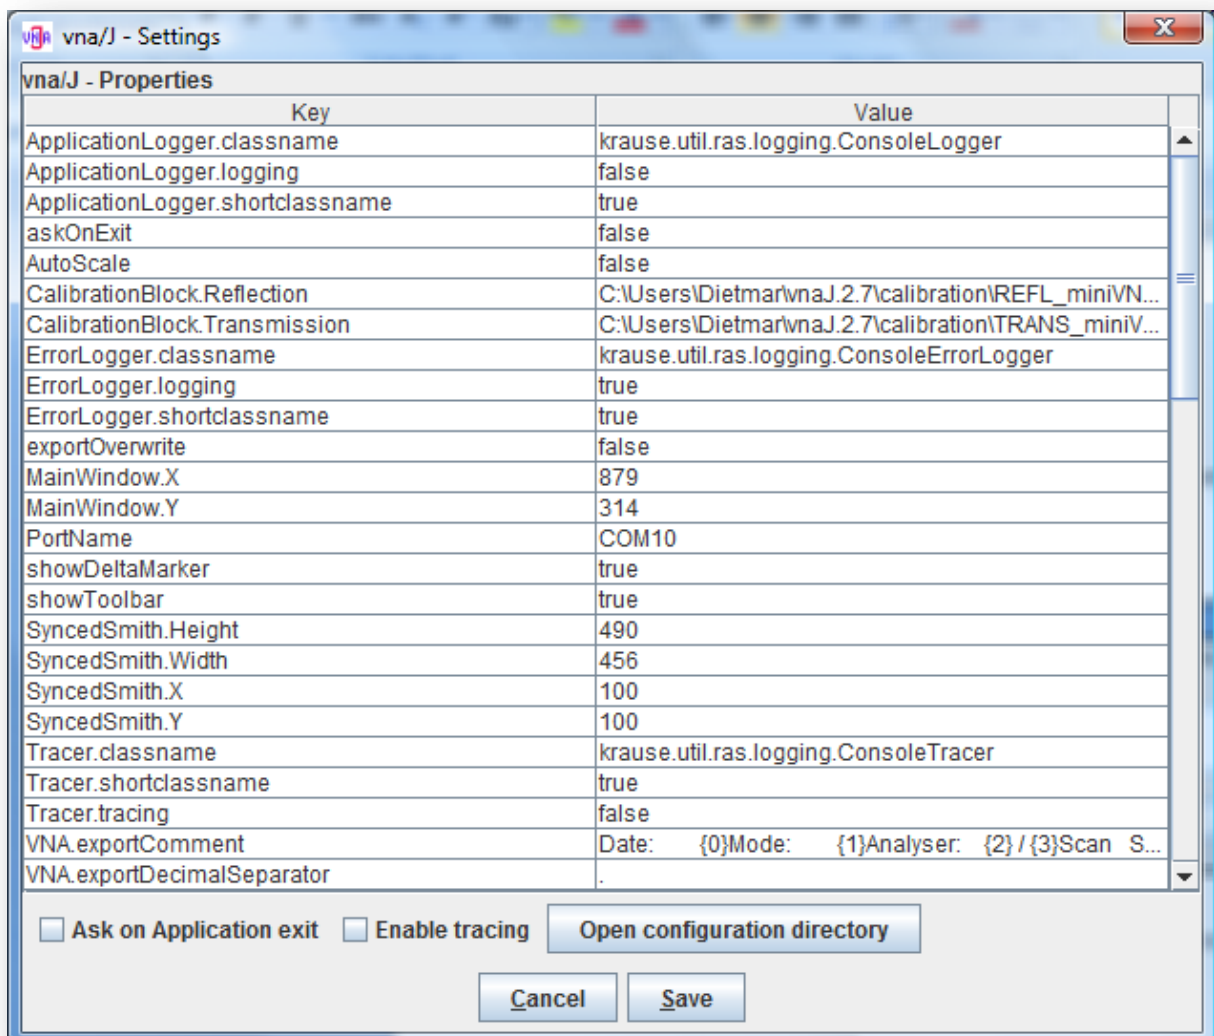 VNA vna/J - Settings X
vna/J - Properties
Key Value
ApplicationLogger.classname krause.util.ras.logging.ConsoleLogger
ApplicationLogger.logging false
ApplicationLogger.shortclassname true
askOnExit false
AutoScale false
CalibrationBlock.Reflection C:\Users\Dietmar\vnaJ.2.7\calibration\REFL_miniVN...
CalibrationBlock.Transmission C:\Users\Dietmar\vnaJ.2.7\calibration\TRANS_miniV...
ErrorLogger.classname krause.util.ras.logging.ConsoleErrorLogger
ErrorLogger.logging true
ErrorLogger.shortclassname true
exportOverwrite false
MainWindow.X 879
MainWindow.Y 314
PortName COM10
showDeltaMarker true
showToolbar true
SyncedSmith.Height 490
SyncedSmith.Width 456
SyncedSmith.X 100
SyncedSmith.Y 100
Tracer.classname krause.util.ras.logging.ConsoleTracer
Tracer.shortclassname true
Tracer.tracing false
VNA.exportComment Date: {0}Mode: {1}Analyser: {2} / {3}Scan S...
VNA.exportDecimalSeparator .
Ask on Application exit Enable tracing Open configuration directory
Cancel Save